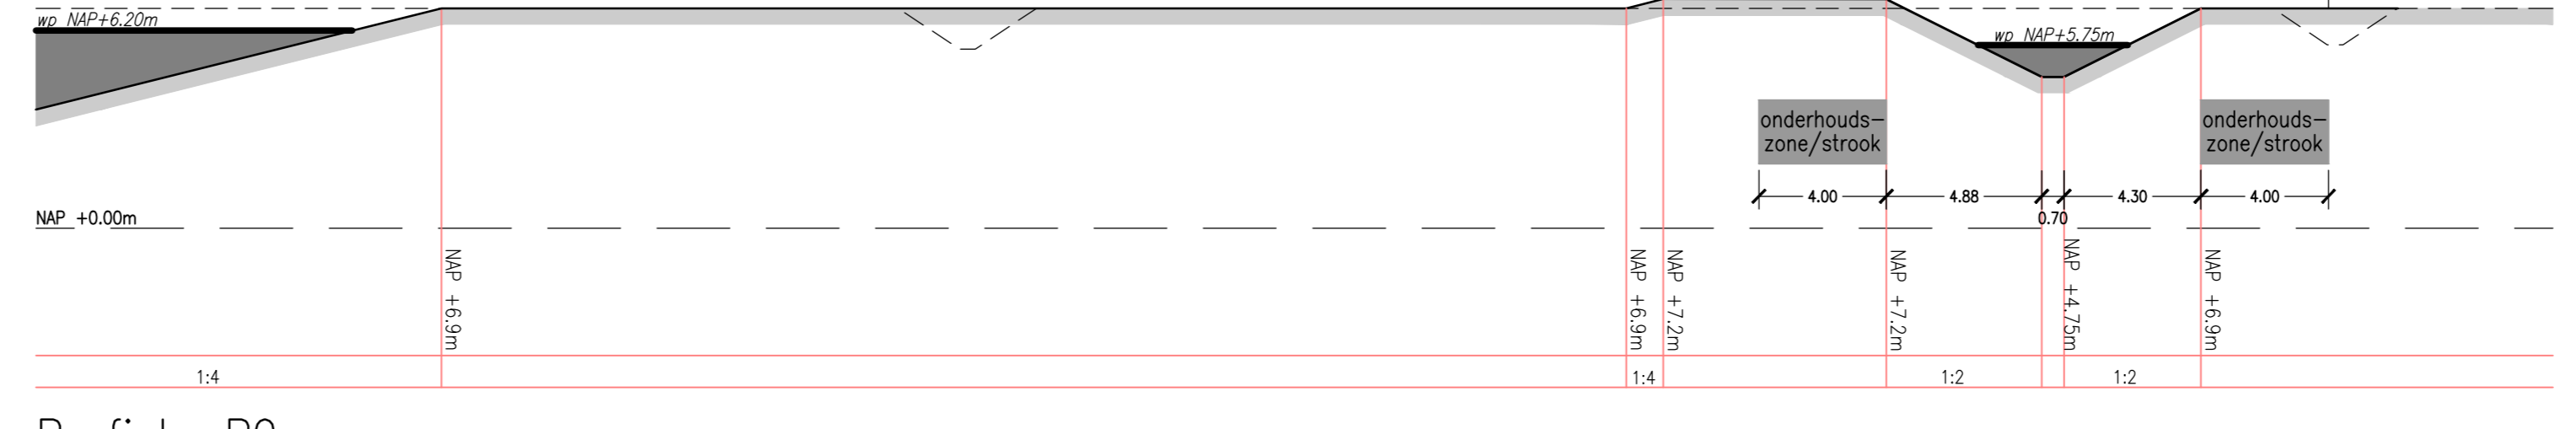 wp NAP+6.20m
wp NAP+5.75m
onderhouds-
zone/strook
onderhouds-
zone/strook
4.00
4.88
0.70
4.30
4.00
NAP +0.00m
NAP +6.9m
NAP +6.9m
NAP +7.2m
NAP +7.2m
NAP +4.75m
NAP +6.9m
1:4
1:4
1:2
1:2